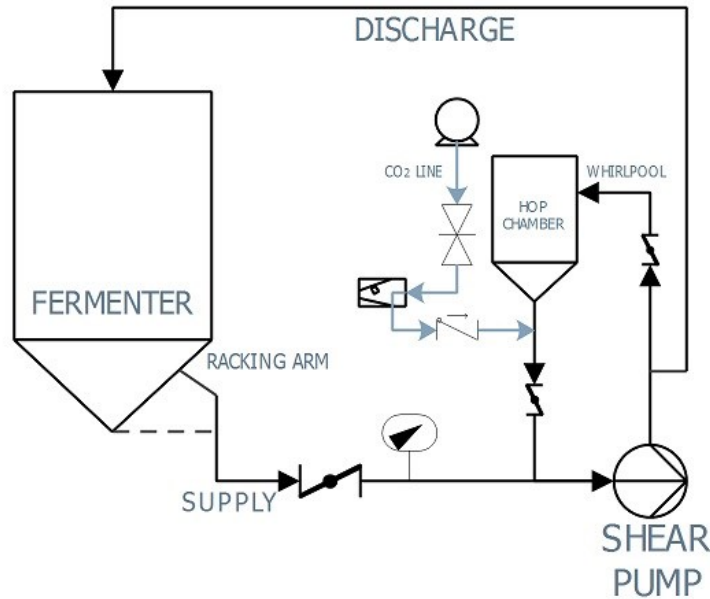 DISCHARGE
CO₂ LINE
WHIRLPOOL
HOP
CHAMBER
FERMENTER
RACKING ARM
SUPPLY
SHEAR
PUMP